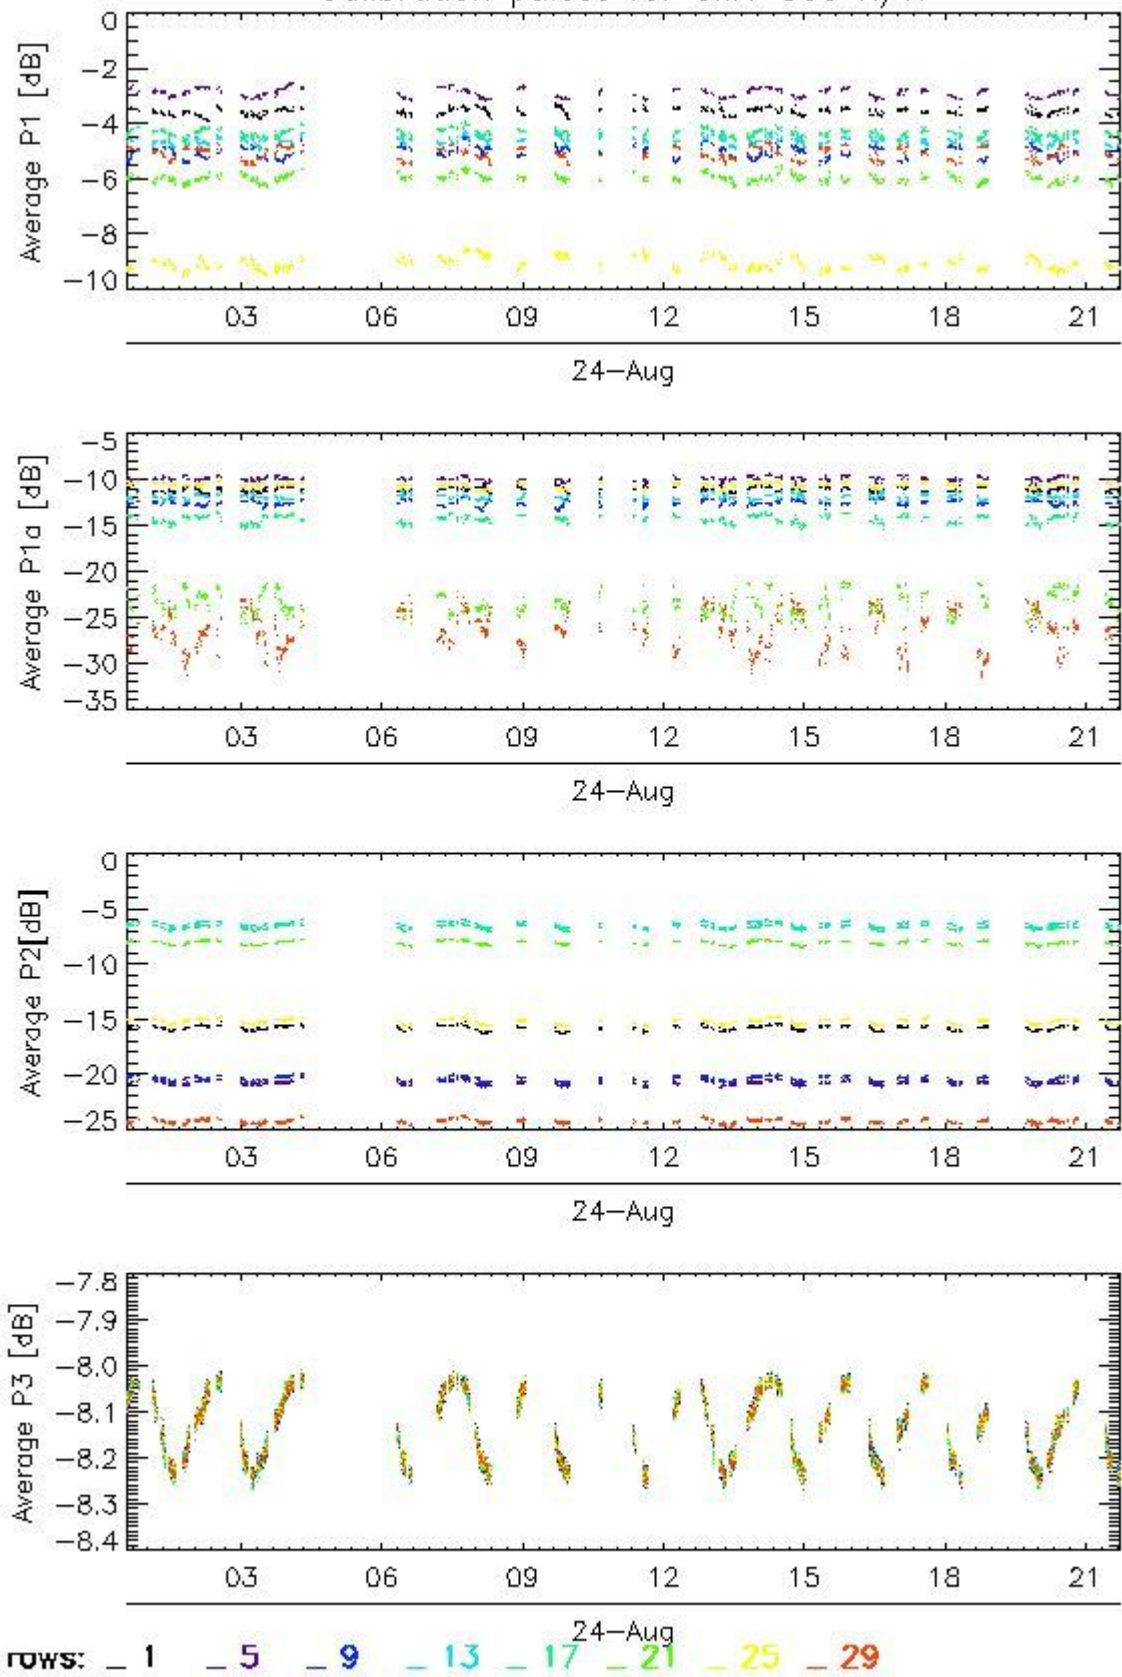 0
-2
-4
-6
-8
-10
Average P1 [dB]
03 06 09 12 15 18 21
24-Aug
-5
-10
-15
-20
-25
-30
-35
Average P1a [dB]
03 06 09 12 15 18 21
24-Aug
0
-5
-10
-15
-20
-25
Average P2[dB]
03 06 09 12 15 18 21
24-Aug
-7.8
-7.9
-8.0
-8.1
-8.2
-8.3
-8.4
Average P3 [dB]
03 06 09 12 15 18 21
24-Aug
rows: _ 1 _ 5 _ 9 _ 13 _ 17 _ 21 _ 25 _ 29